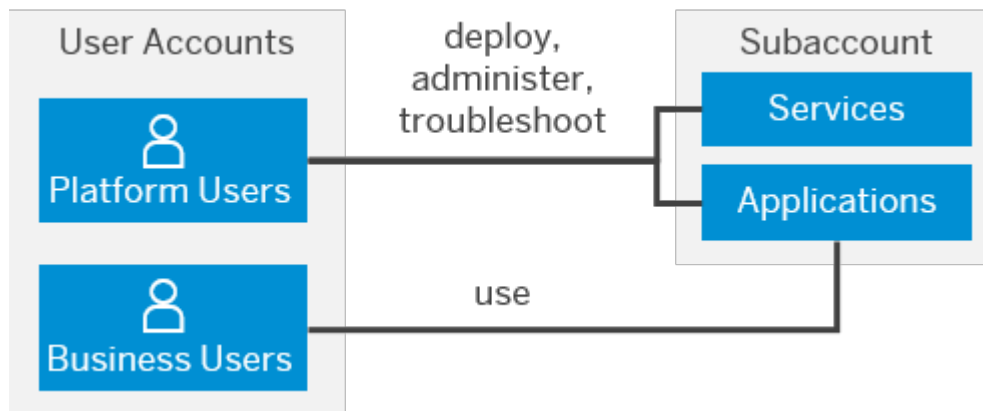 User Accounts
Platform Users
Business Users
deploy,
administer,
troubleshoot
use
Subaccount
Services
Applications